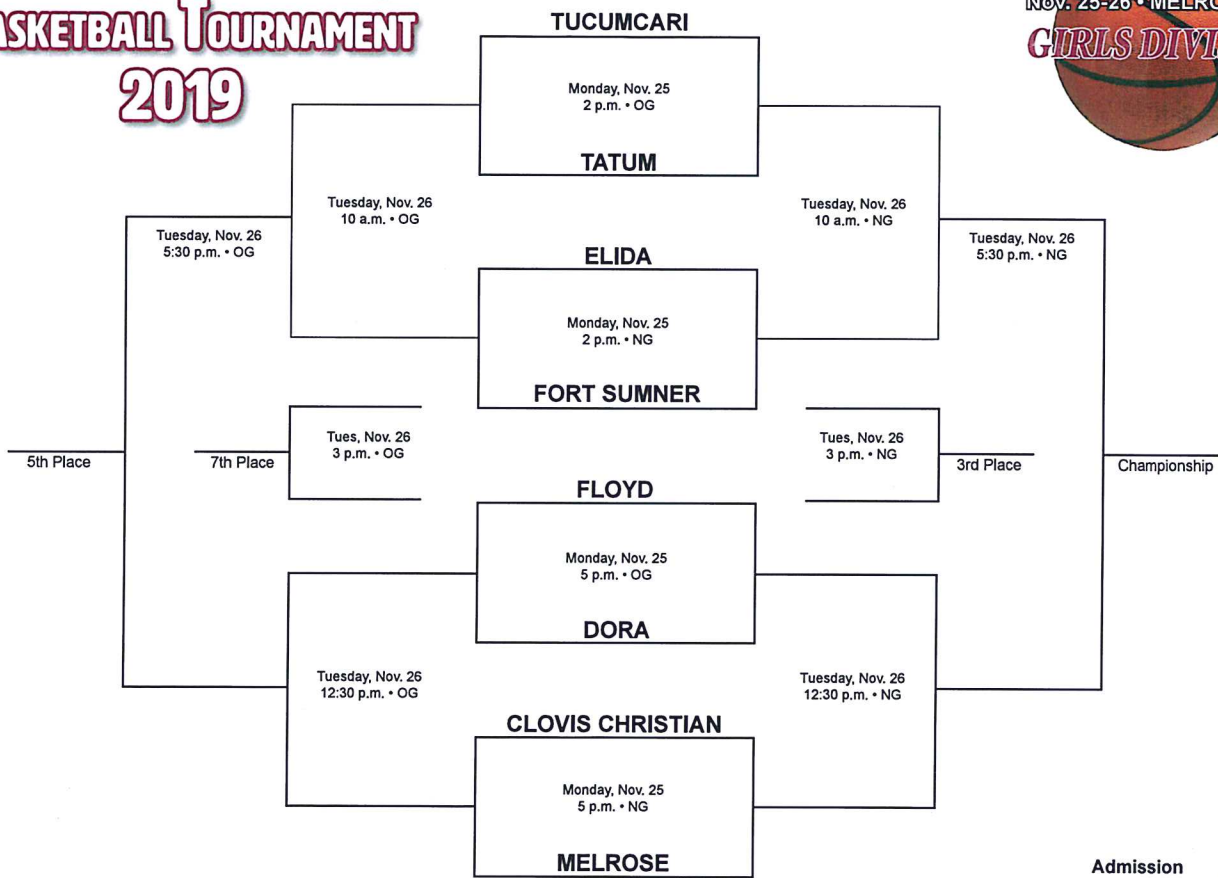 TOURNAMENT
2019
Nov. 25-26 •
GIRLS
TUCUMCARI
Monday, Nov. 25
2 p.m. • OG
TATUM
Tuesday, Nov. 26
10 a.m. • OG
Tuesday, Nov. 26
10 a.m. • NG
Tuesday, Nov. 26
5:30 p.m. • OG
Tuesday, Nov. 26
5:30 p.m. • NG
ELIDA
Monday, Nov. 25
2 p.m. • NG
FORT SUMNER
5th Place
7th Place
Tues, Nov. 26
3 p.m. • OG
Tues, Nov. 26
3 p.m. • NG
3rd Place
Championship
FLOYD
Monday, Nov. 25
5 p.m. • OG
DORA
Tuesday, Nov. 26
12:30 p.m. • OG
Tuesday, Nov. 26
12:30 p.m. • NG
CLOVIS CHRISTIAN
Monday, Nov. 25
5 p.m. • NG
MELROSE
Admission